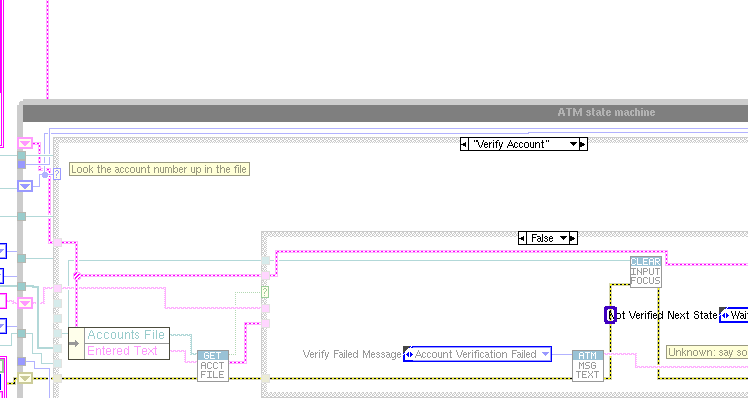 ATM state machine
"Verify Account"
?
Look the account number up in the file
False
CLEAR
INPUT
FOCUS
?
Not Verified Next State
Wai
Accounts File
Entered Text
GET
ACCT
FILE
Verify Failed Message
Account Verification Failed
ATM
MSG
TEXT
Unknown: say so